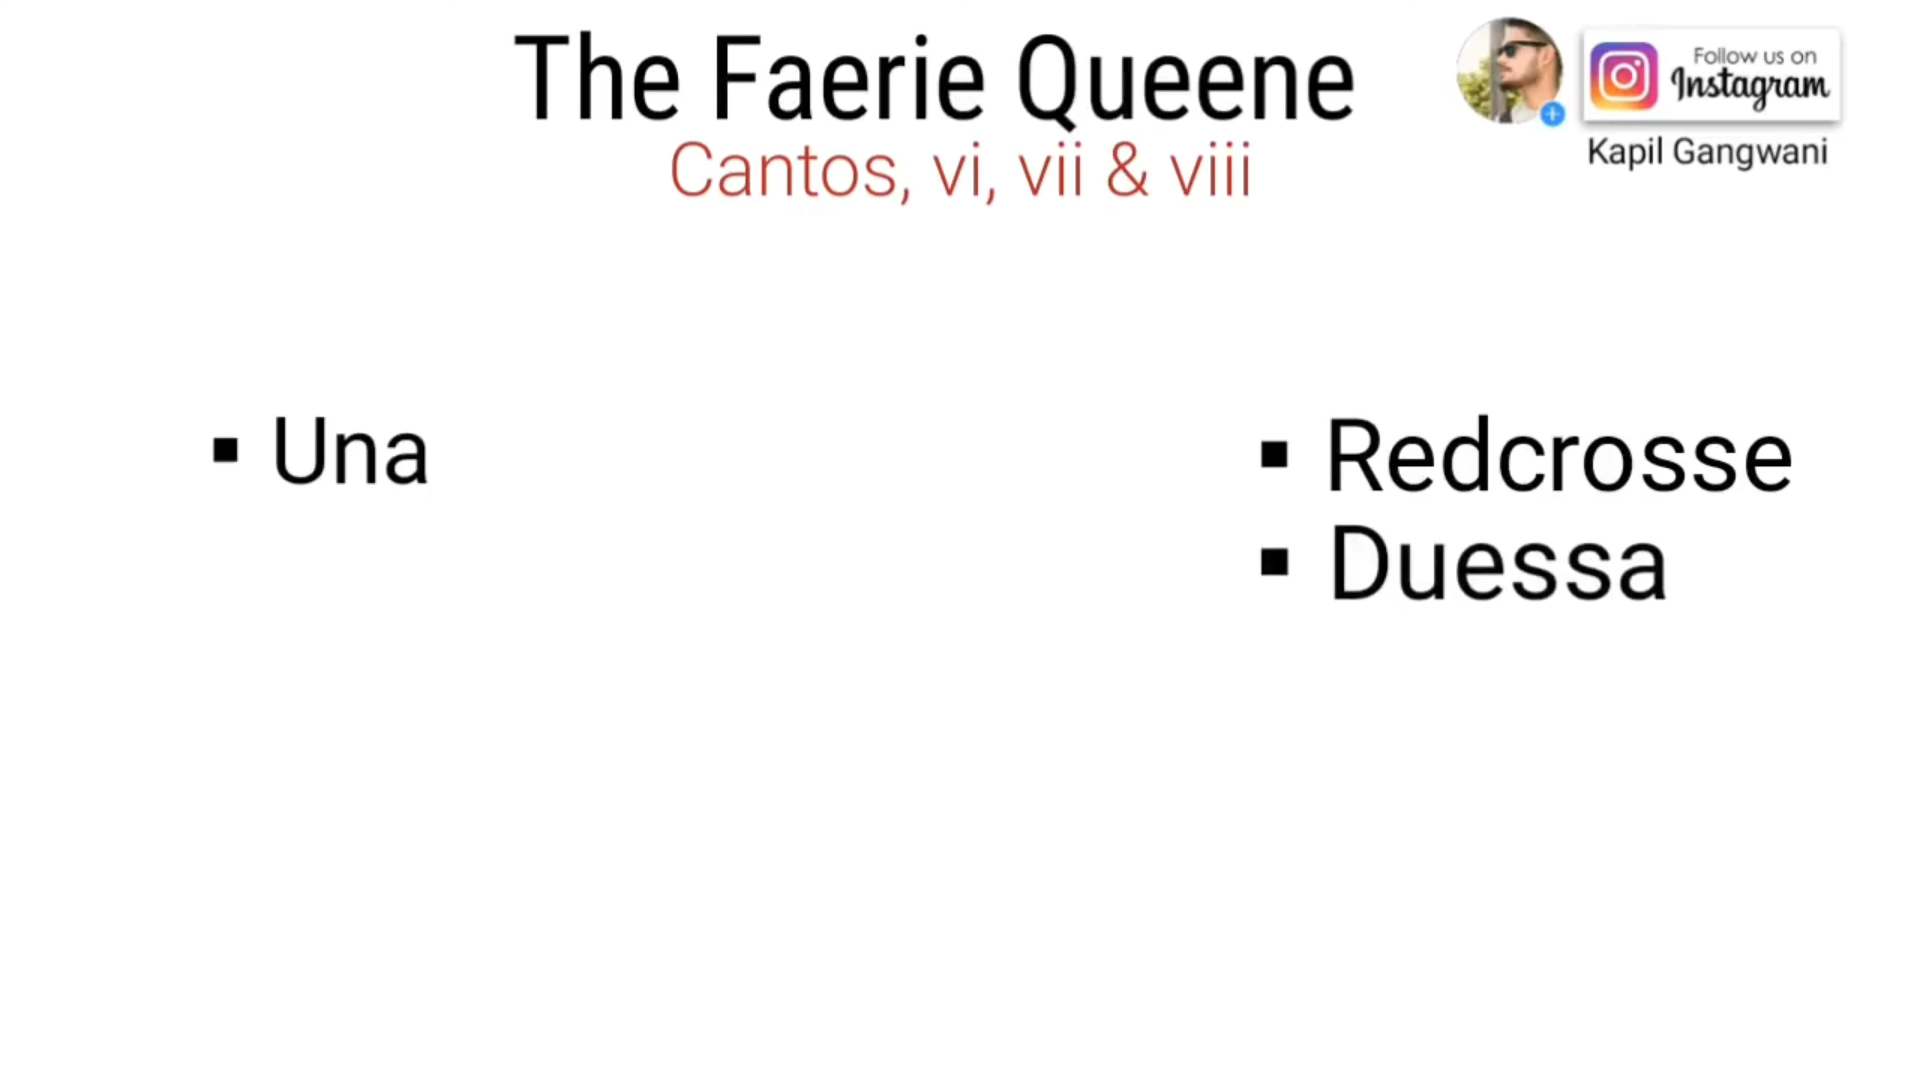 The Faerie Queene
Cantos, vi, vii & viii
Follow us on
Instagram
Kapil Gangwani
▪ Una
▪ Redcrosse
▪ Duessa